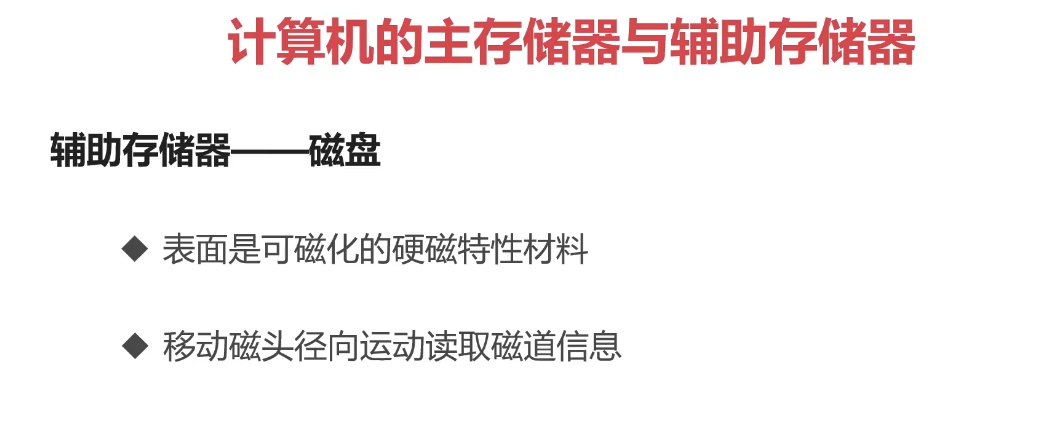 计算机的主存储器与辅助存储器
辅助存储器——磁盘
◆ 表面是可磁化的硬磁特性材料
◆ 移动磁头径向运动读取磁道信息